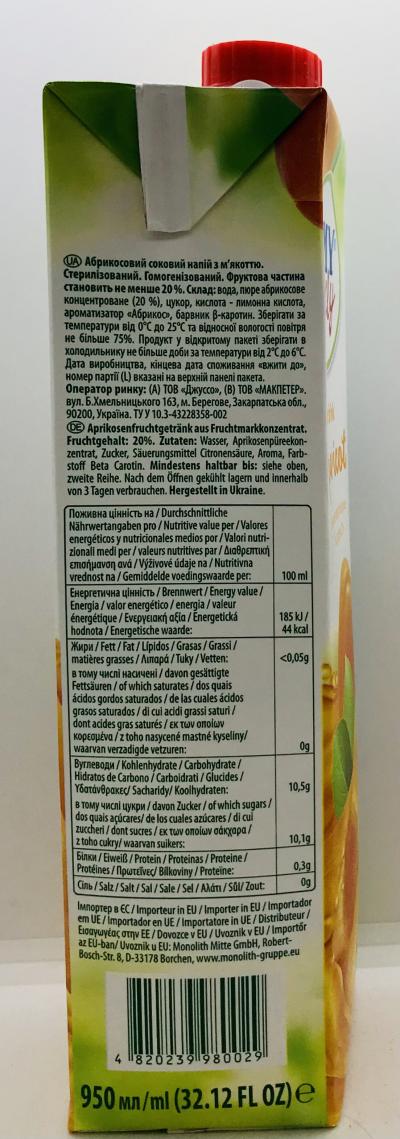 UA Абрикосовий соковий напій з м'якоттю.
Стерилізований. Гомогенізований. Фруктова частина
становить не менше 20 %. Склад: вода, пюре абрикосове
концентроване (20 %), цукор, кислота - лимонна кислота,
ароматизатор «Абрикос», барвник β-каротин. Зберігати за
температури від 0°С до 25°С та відносної вологості повітря
не більше 75%. Продукт у відкритому пакеті зберігати в
холодильнику не більше доби за температури від 2°С до 6°С.
Дата виробництва, кінцева дата споживання «вжити до»,
номер партії (L) вказані на верхній панелі пакета.
Оператор ринку: (А) ТОВ «Джуссо», (В) ТОВ «МАКПЕТЕР».
вул. Б.Хмельницького 163, м. Берегове, Закарпатська обл.,
90200, Україна. ТУ У 10.3-43228358-002
DE Aprikosenfruchtgetränk aus Fruchtmarkkonzentrat.
Fruchtgehalt: 20%. Zutaten: Wasser, Aprikosenpüreekon-
zentrat, Zucker, Säuerungsmittel Citronensäure, Aroma, Farb-
stoff Beta Carotin. Mindestens haltbar bis: siehe oben,
zweite Reihe. Nach dem Öffnen gekühlt lagern und innerhalb
von 3 Tagen verbrauchen. Hergestellt in Ukraine.
Поживна цінність на / Durchschnittliche
Nährwertangaben pro / Nutritive value per / Valores
energéticos y nutricionales medios por / Valori nutri-
zionali medi per / valeurs nutritives par / Διαθρεπτική
επισήμανση ανά / Výživové údaje na / Nutritivna
vrednost na / Gemiddelde voedingswaarde per: 100 ml
Енергетична цінність / Brennwert / Energy value /
Energia / valor energético / energia / valeur
énergétique / Ενεργειακή αξία / Energetická
hodnota / Energetische waarde: 185 kJ /
44 kcal
Жири / Fett / Fat / Lípidos / Grasas / Grassi /
matières grasses / Λιπαρά / Tuky / Vetten: <0,05g
в тому числі насичені / davon gesättigte
Fettsäuren / of which saturates / dos quais
ácidos gordos saturados / de las cuales ácidos
grasos saturados / di cui acidi grassi saturi /
dont acides gras saturés / εκ των οποίων
κορεσμένα / z toho nasycené mastné kyseliny/
waarvan verzadigde vetzuren: 0g
Вуглеводи / Kohlenhydrate / Carbohydrate /
Hidratos de Carbono / Carboidrati / Glucides /
Υδατάνθρακες/ Sacharidy/ Koolhydraten: 10,5g
в тому числі цукри / davon Zucker / of which sugars /
dos quais açúcares/ de los cuales azúcares / di cui
zuccheri / dont sucres / εκ των οποίων σάκχαρα /
z toho cukry/ waarvan suikers: 10,1g
Білки / Eiweiß / Protein / Proteinas / Proteine /
Protéines / Πρωτεΐνες/ Bílkoviny / Proteïne: 0,3g
Сіль / Salz / Salt / Sal / Sale / Sel / Αλάτι / Sůl/ Zout: 0g
Імпортер в ЄС / Importeur in EU / Importer in EU / Importador
em UE / Importador en UE / Importatore in UE / Distributeur /
Εισαγωγέας στην ΕΕ / Dovozce v EU / Uvoznik v EU / Importőr
az EU-ban/ Uvoznik u EU: Monolith Mitte GmbH, Robert-
Bosch-Str. 8, D-33178 Borchen, www.monolith-gruppe.eu
4 820239 980029
950 мл/ml (32.12 FL OZ) e